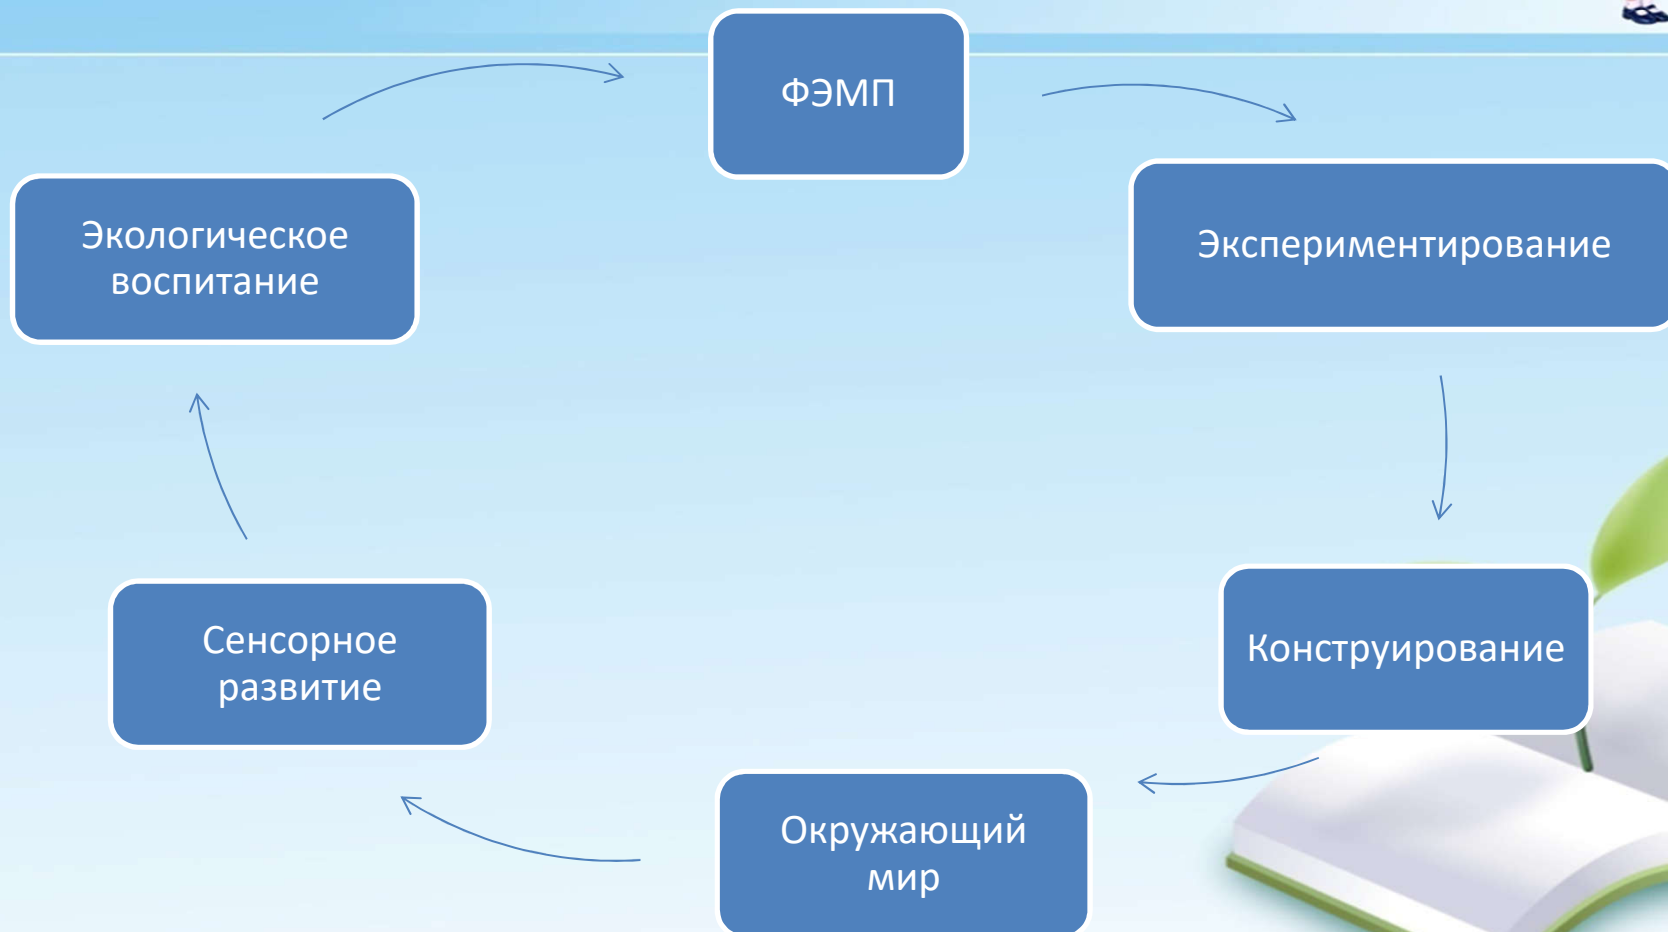 ФЭМП
Экспериментирование
Конструирование
Окружающий
мир
Сенсорное
развитие
Экологическое
воспитание